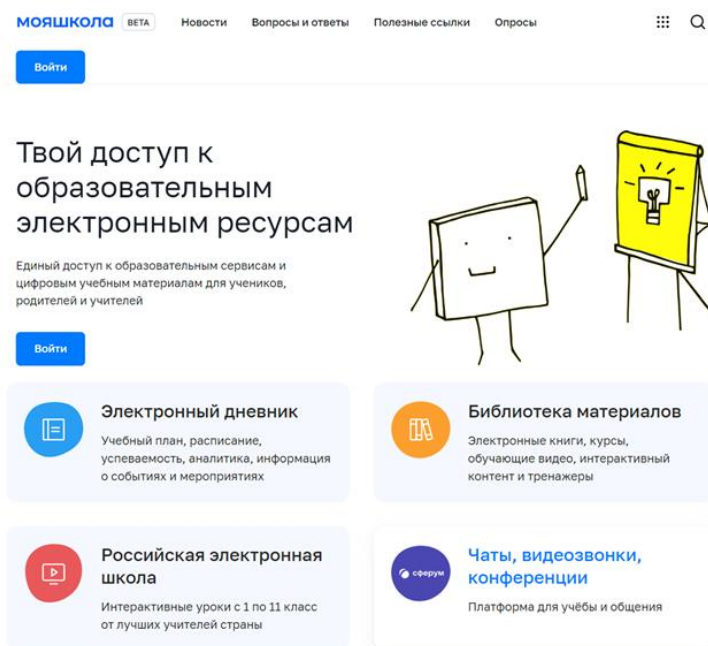 МОЯШКОЛА BETA Новости Вопросы и ответы Полезные ссылки Опросы
Войти
Твой доступ к
образовательным
электронным ресурсам
Единый доступ к образовательным сервисам и
цифровым учебным материалам для учеников,
родителей и учителей
Войти
Электронный дневник
Учебный план, расписание,
успеваемость, аналитика, информация
о событиях и мероприятиях
Библиотека материалов
Электронные книги, курсы,
обучающие видео, интерактивный
контент и тренажеры
Российская электронная
школа
Интерактивные уроки с 1 по 11 класс
от лучших учителей страны
сферум
Чаты, видеозвонки,
конференции
Платформа для учёбы и общения